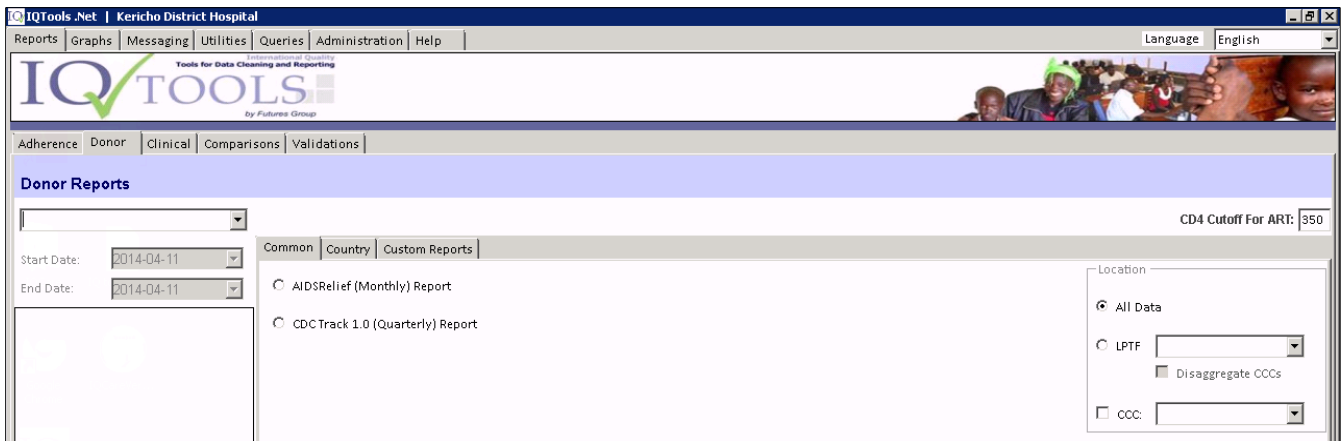 IQTools .Net | Kericho District Hospital
Reports Graphs Messaging Utilities Queries Administration Help Language English
International Quality
Tools for Data Cleaning and Reporting
IQTOOLS
by Futures Group
Adherence Donor Clinical Comparisons Validations
Donor Reports
CD4 Cutoff For ART: 350
Common Country Custom Reports
Start Date: 2014-04-11
End Date: 2014-04-11
AIDSRelief (Monthly) Report
CDC Track 1.0 (Quarterly) Report
Location
All Data
LPTF
Disaggregate CCCs
CCC: